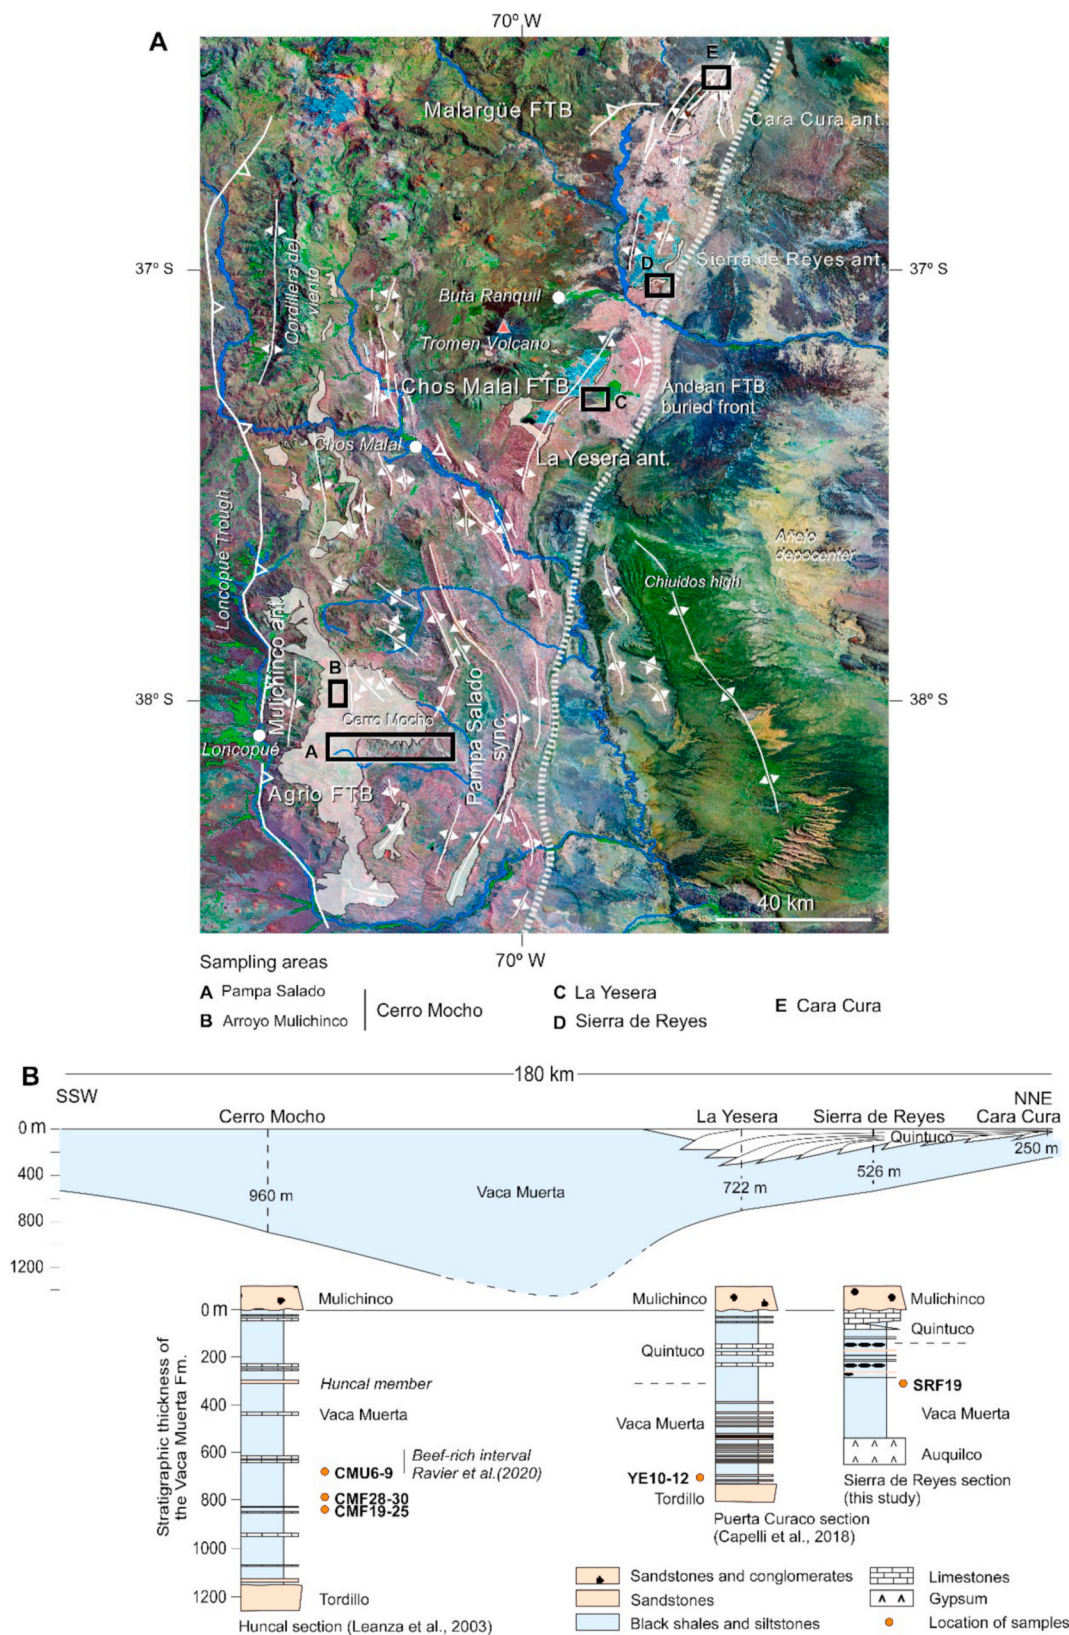 70º W
A
E
Malargüe FTB
Cara Cura ant.
37º S
37º S
Cordillera del
viento
D
Sierra de Reyes ant.
Buta Ranquil
Tromen Volcano
Chos Malal FTB
C
Andean FTB
buried front
Chos Malal
La Yesera ant.
Loncopue Trough
Añelo
depocenter
Chiuidos high
Mulichinco ant.
B
38º S
38º S
Cerro Mocho
Pampa Salado
sync.
Loncopué
A
Agrio FTB
40 km
70º W
Sampling areas
A Pampa Salado
B Arroyo Mulichinco
Cerro Mocho
C La Yesera
D Sierra de Reyes
E Cara Cura
B
180 km
SSW
NNE
Cerro Mocho
La Yesera
Sierra de Reyes
Cara Cura
0 m
400
800
1200
Quintuco
250 m
526 m
722 m
960 m
Vaca Muerta
Stratigraphic thickness of
the Vaca Muerta Fm.
0 m
200
400
600
800
1000
1200
Mulichinco
Huncal member
Vaca Muerta
Beef-rich interval
Ravier et al.(2020)
CMU6-9
CMF28-30
CMF19-25
Tordillo
Huncal section (Leanza et al., 2003)
Mulichinco
Quintuco
Vaca Muerta
YE10-12
Tordillo
Puerta Curaco section
(Capelli et al., 2018)
Mulichinco
Quintuco
SRF19
Vaca Muerta
Auquilco
Sierra de Reyes section
(this study)
Sandstones and conglomerates
Sandstones
Black shales and siltstones
Limestones
Gypsum
Location of samples